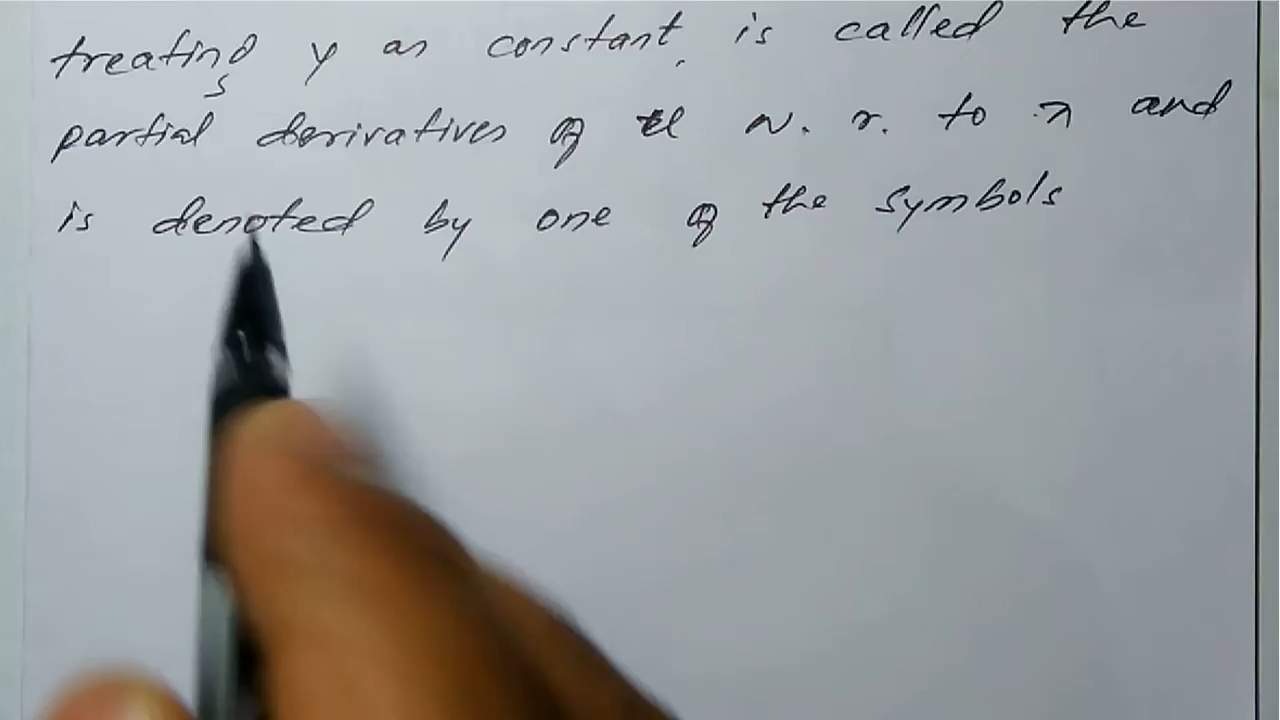 treating y as constant, is called the
partial derivatives of u w. r. to x and
is denoted by one of the symbols